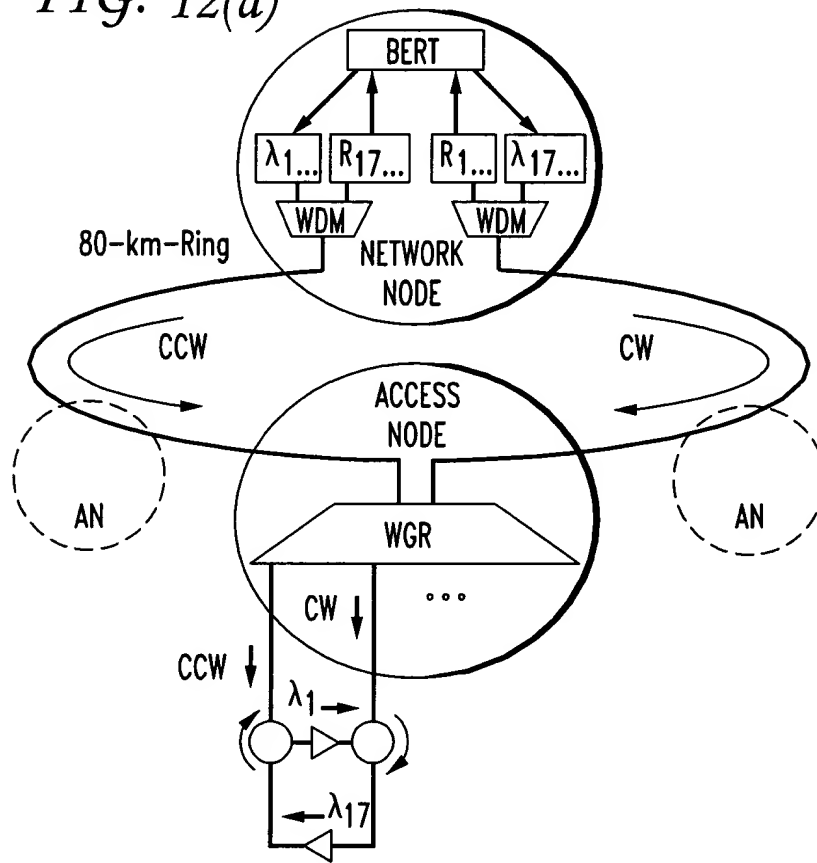 FIG. 12(a)
BERT
λ1... R17... R1... λ17...
WDM WDM
80-km-Ring
NETWORK
NODE
CCW CW
ACCESS
NODE
AN AN
WGR
CW
CCW
λ1
λ17